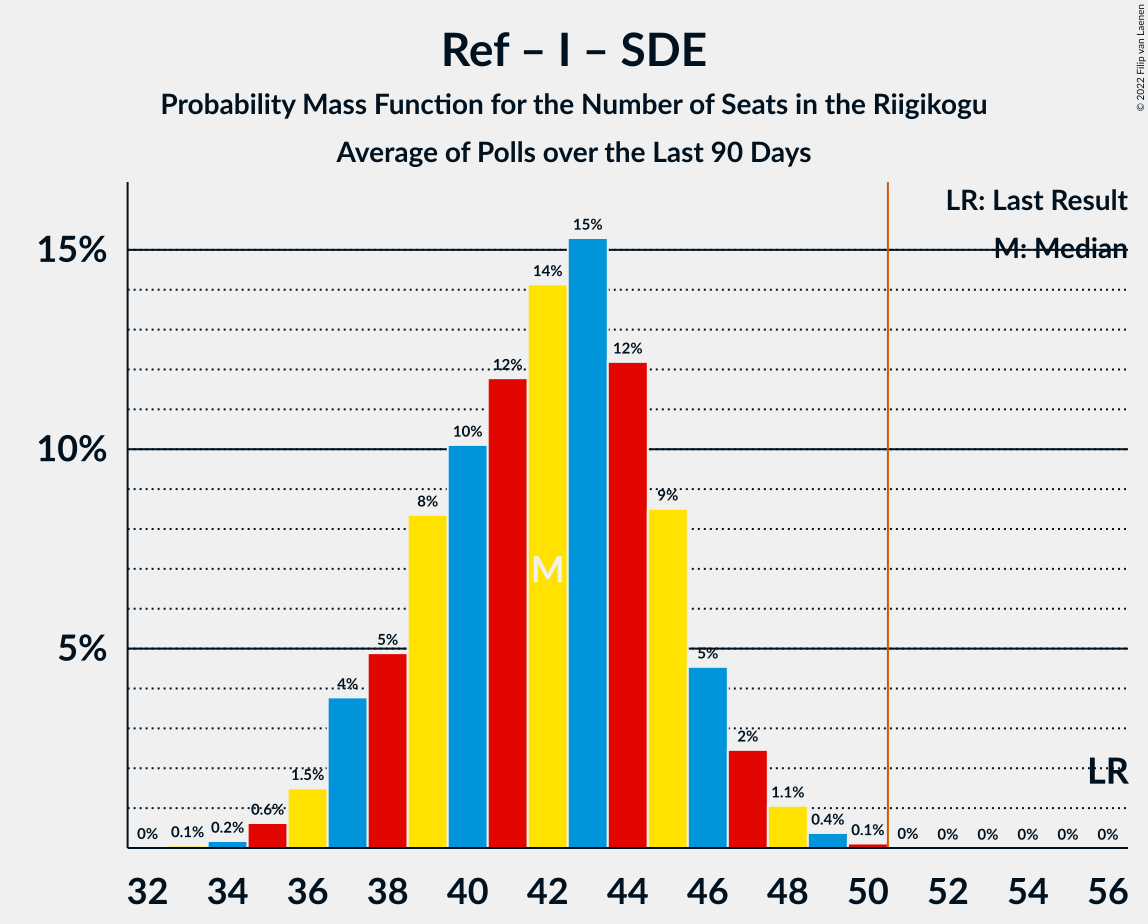 Ref – I – SDE
Probability Mass Function for the Number of Seats in the Riigikogu
Average of Polls over the Last 90 Days
© 2022 Filip van Laenen
LR: Last Result
M: Median
15%
10%
5%
0% 0.1% 0.2% 0.6% 1.5% 4% 5% 8% 10% 12% 14% 15% 12% 9% 5% 2% 1.1% 0.4% 0.1% 0% 0% 0% 0% 0% 0%
M
LR
32 34 36 38 40 42 44 46 48 50 52 54 56